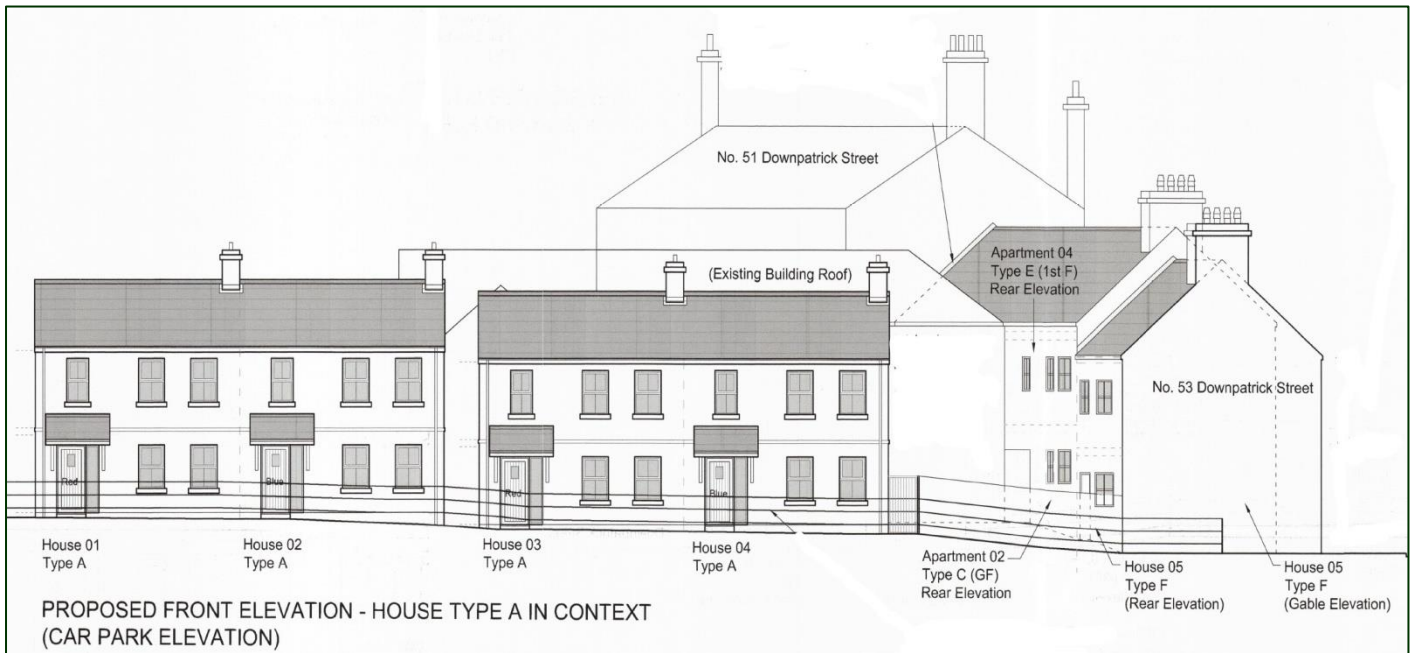 No. 51 Downpatrick Street
Apartment 04
Type E (1st F)
Rear Elevation
(Existing Building Roof)
No. 53 Downpatrick Street
Red
Blue
Red
Blue
House 01
Type A
House 02
Type A
House 03
Type A
House 04
Type A
Apartment 02
Type C (GF)
Rear Elevation
House 05
Type F
(Rear Elevation)
House 05
Type F
(Gable Elevation)
PROPOSED FRONT ELEVATION - HOUSE TYPE A IN CONTEXT
(CAR PARK ELEVATION)